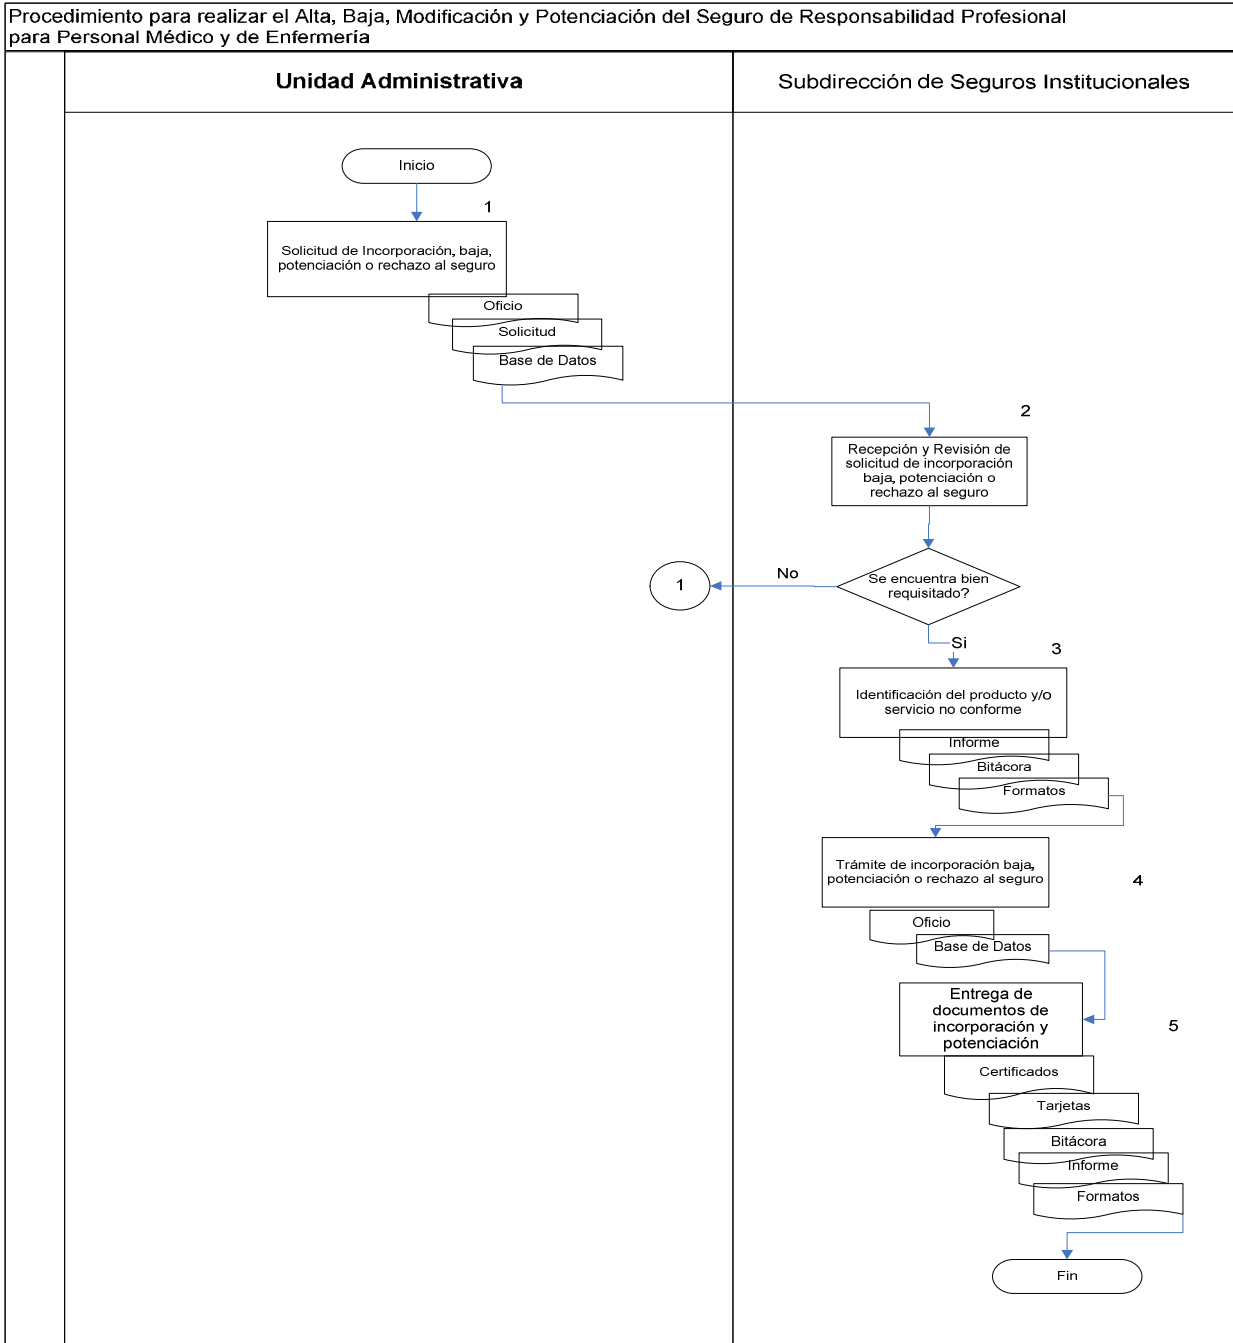 Procedimiento para realizar el Alta, Baja, Modificación y Potenciación del Seguro de Responsabilidad Profesional
para Personal Médico y de Enfermería
Unidad Administrativa
Subdirección de Seguros Institucionales
Inicio
1
Solicitud de Incorporación, baja,
potenciación o rechazo al seguro
Oficio
Solicitud
Base de Datos
2
Recepción y Revisión de
solicitud de incorporación
baja, potenciación o
rechazo al seguro
Se encuentra bien
requisitado?
No
1
Si
3
Identificación del producto y/o
servicio no conforme
Informe
Bitácora
Formatos
Trámite de incorporación baja,
potenciación o rechazo al seguro
4
Oficio
Base de Datos
Entrega de
documentos de
incorporación y
potenciación
5
Certificados
Tarjetas
Bitácora
Informe
Formatos
Fin